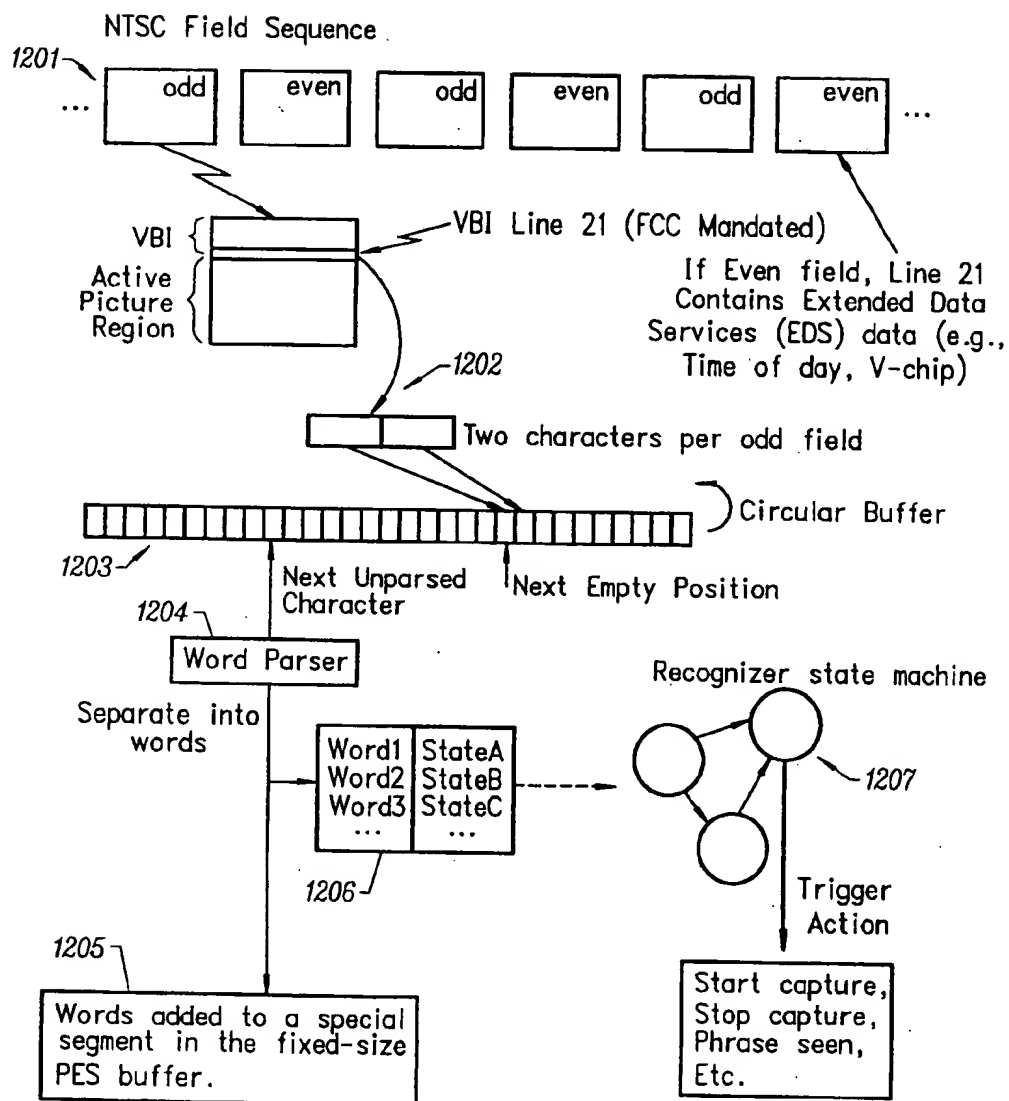 NTSC Field Sequence
1201
... odd even odd even odd even ...
VBI
VBI Line 21 (FCC Mandated)
Active
Picture
Region
If Even field, Line 21
Contains Extended Data
Services (EDS) data (e.g.,
Time of day, V-chip)
1202
Two characters per odd field
Circular Buffer
1203
Next Unparsed
Character
Next Empty Position
1204
Word Parser
Separate into
words
Recognizer state machine
Word1 StateA
Word2 StateB
Word3 StateC
... ...
1206
1207
Trigger
Action
1205
Words added to a special
segment in the fixed-size
PES buffer.
Start capture,
Stop capture,
Phrase seen,
Etc.